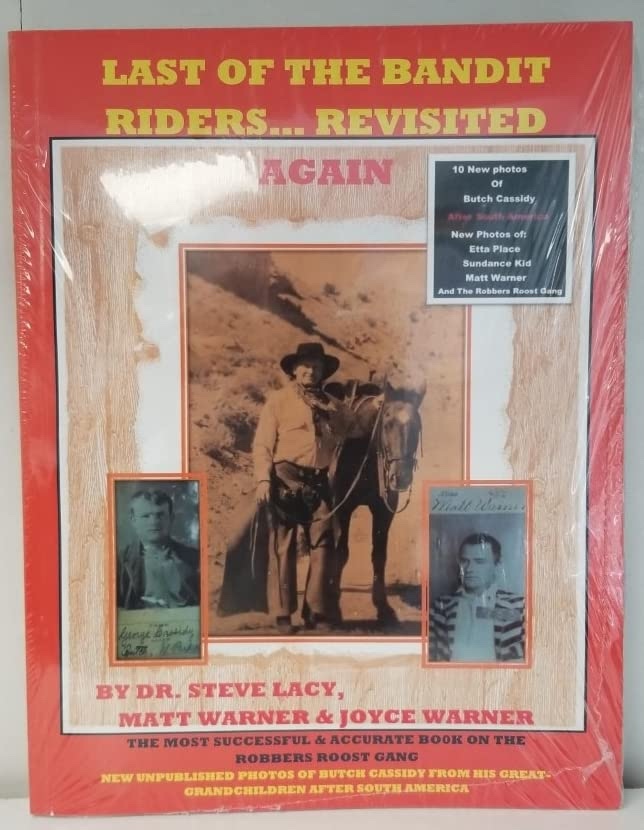 LAST OF THE BANDIT
RIDERS... REVISITED
AGAIN
10 New photos
Of
Butch Cassidy
After South America
New Photos of:
Etta Place
Sundance Kid
Matt Warner
And The Robbers Roost Gang
George Cassidy
Matt Warner
BY DR. STEVE LACY,
MATT WARNER & JOYCE WARNER
THE MOST SUCCESSFUL & ACCURATE BOOK ON THE
ROBBERS ROOST GANG
NEW UNPUBLISHED PHOTOS OF BUTCH CASSIDY FROM HIS GREAT-
GRANDCHILDREN AFTER SOUTH AMERICA